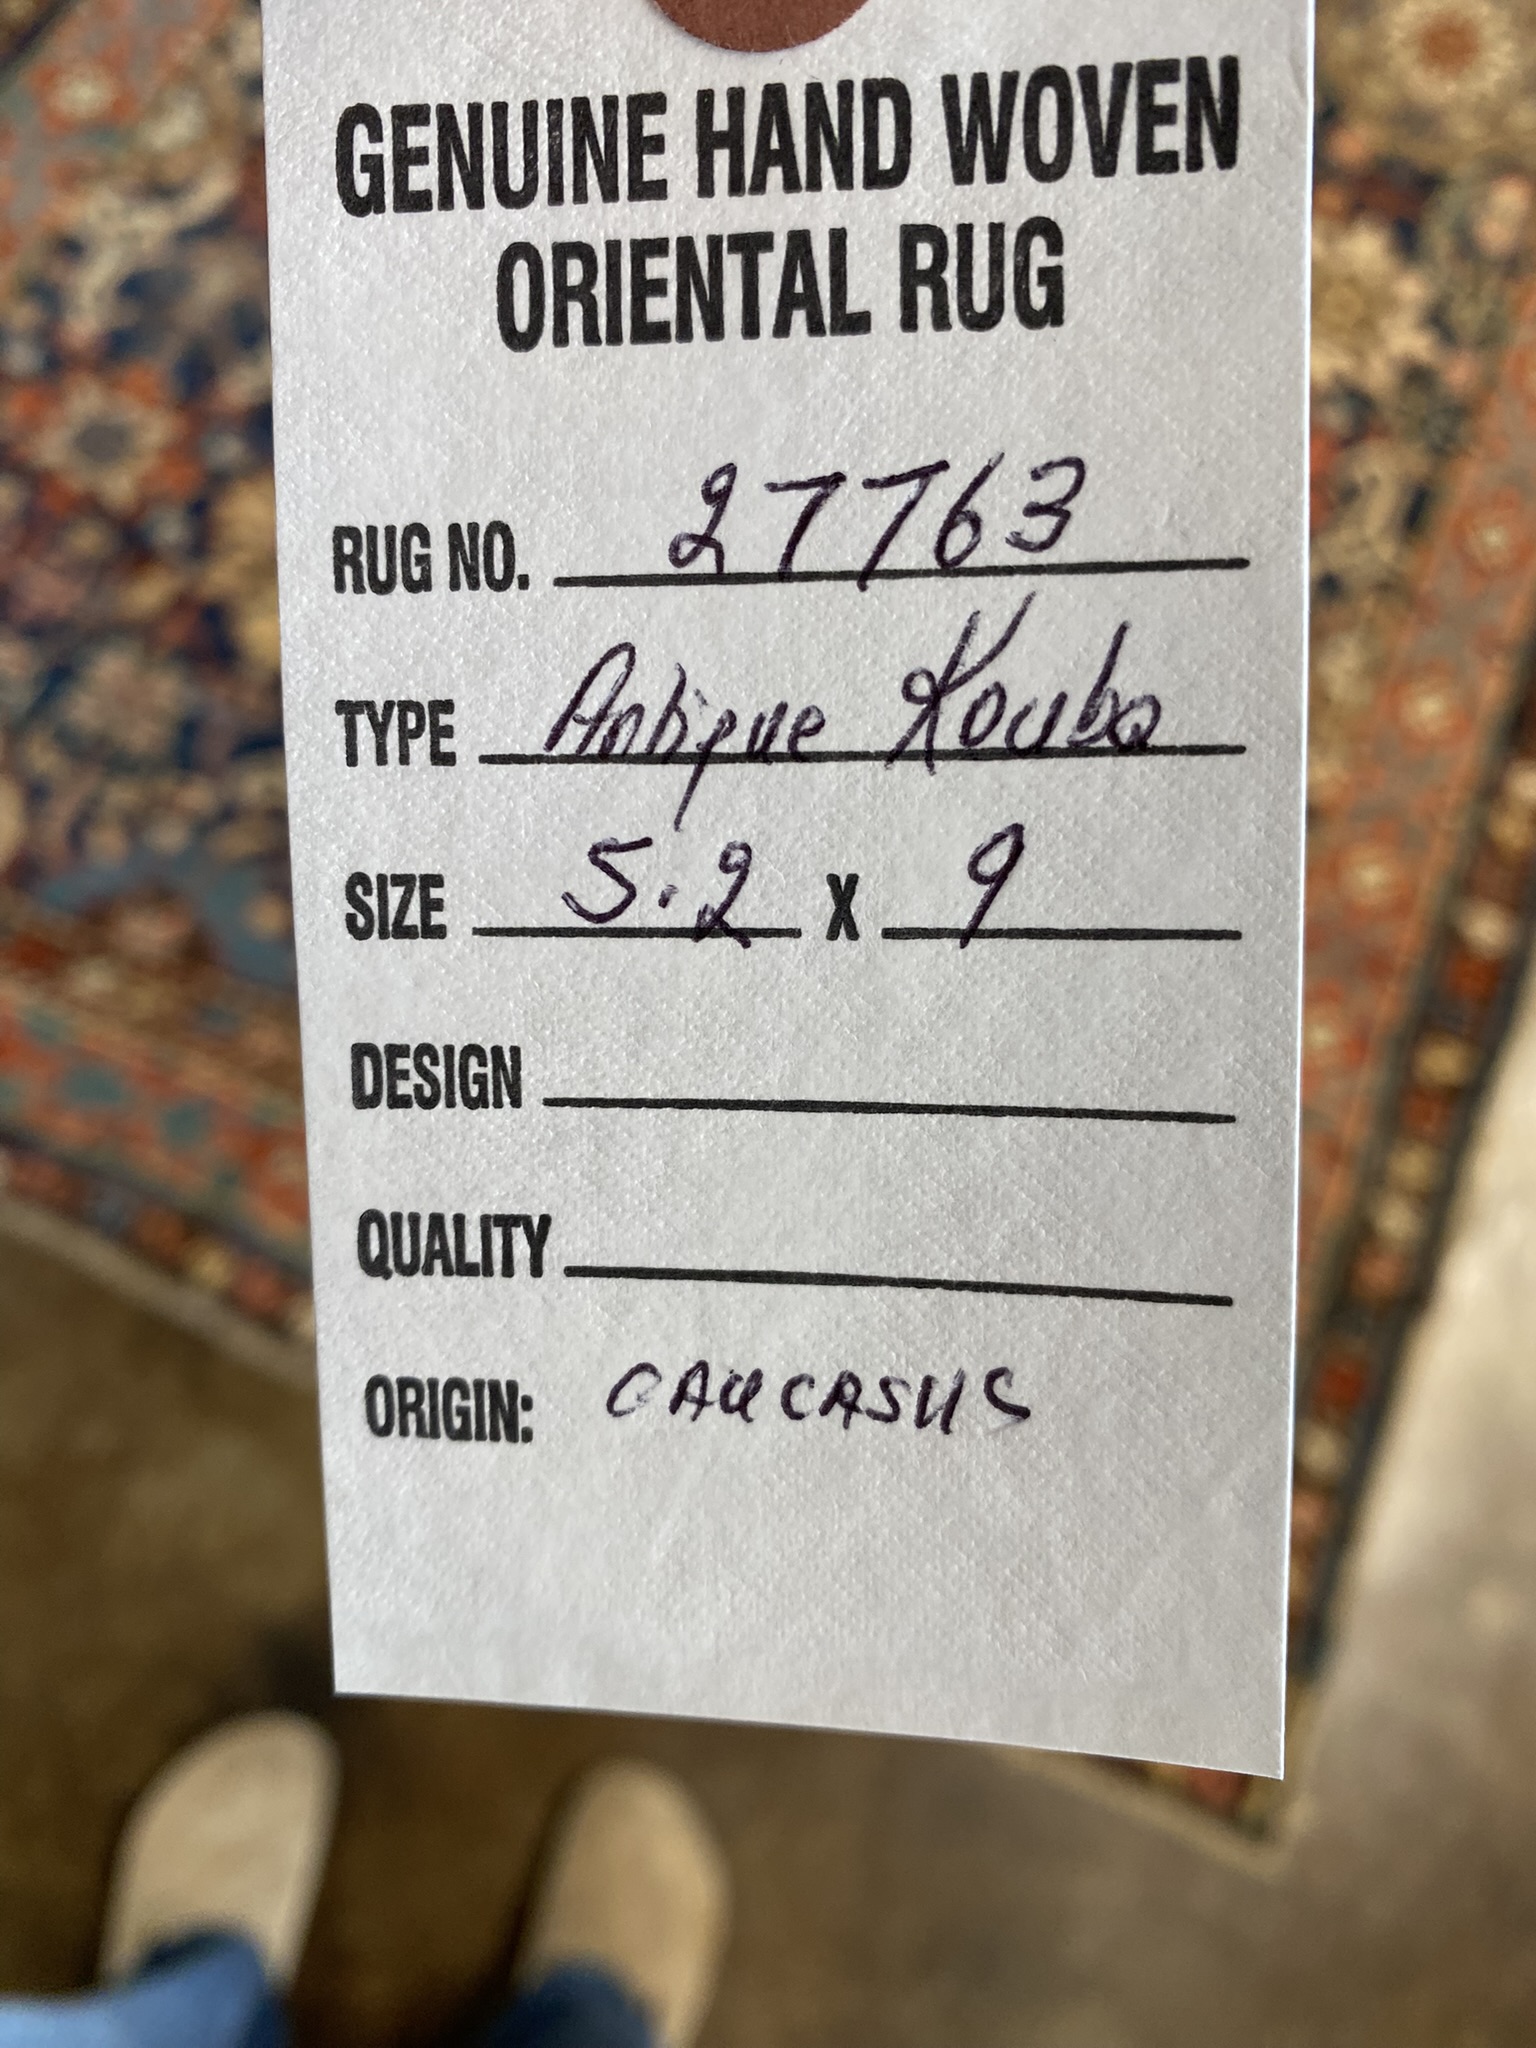 GENUINE HAND WOVEN
ORIENTAL RUG
RUG NO. 27763
TYPE Antique Kouba
SIZE 5.2 X 9
DESIGN
QUALITY
ORIGIN: CAUCASUS